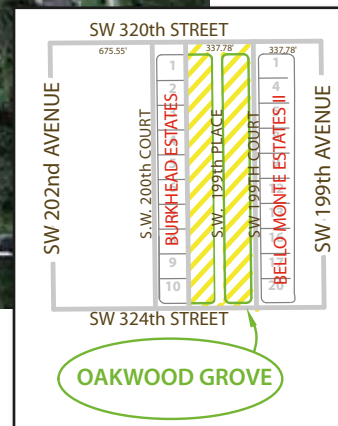 SW 320th STREET
675.55'
337.78'
337.78'
SW 202nd AVENUE
S.W. 200th COURT
1
2
9
10
BURKHEAD ESTATES
S.W. 199th PLACE
SW 199TH COURT
1
4
20
BELLO MONTE ESTATES II
SW 199th AVENUE
SW 324th STREET
OAKWOOD GROVE